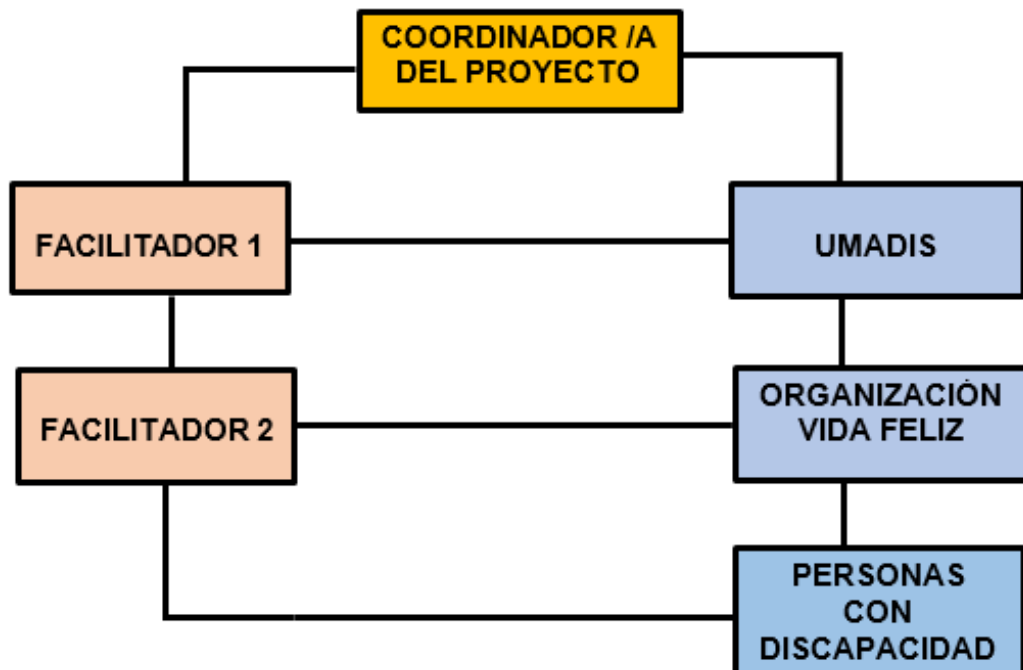 COORDINADOR /A
DEL PROYECTO
FACILITADOR 1
UMADIS
FACILITADOR 2
ORGANIZACIÓN
VIDA FELIZ
PERSONAS
CON
DISCAPACIDAD